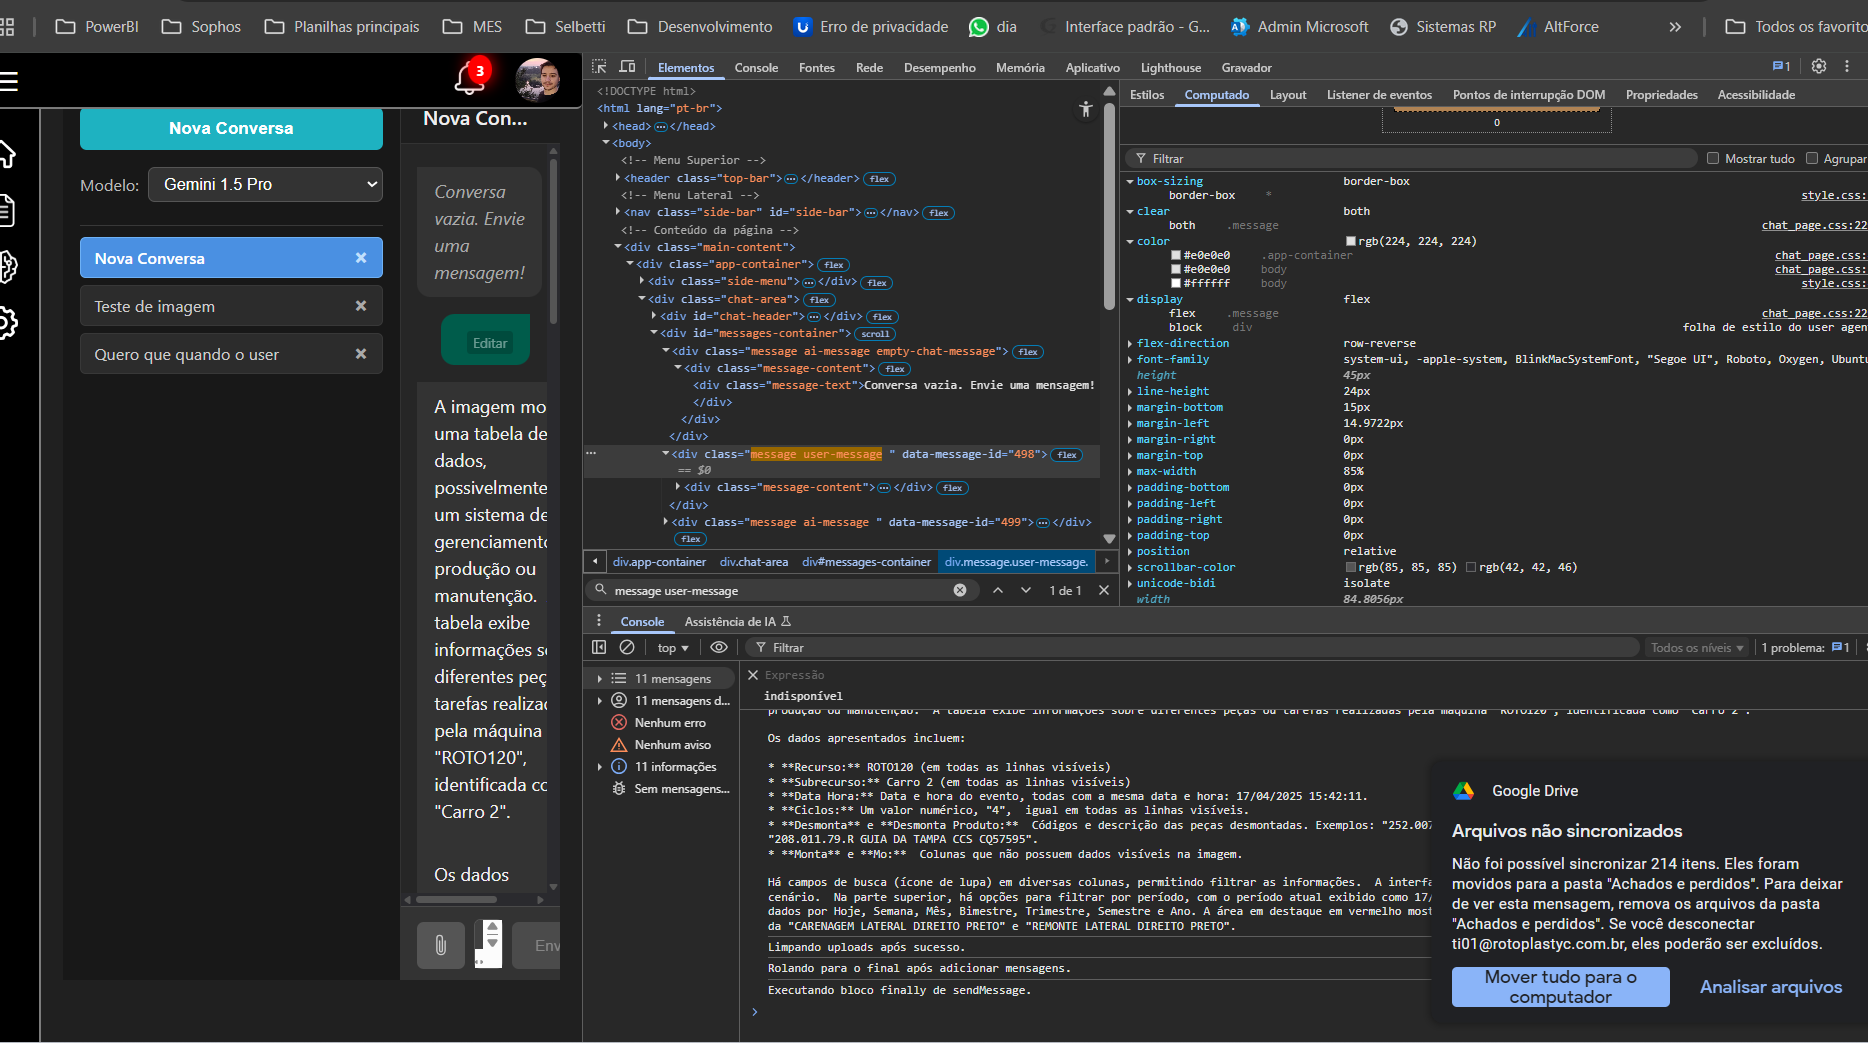 PowerBI
Sophos
Planilhas principais
MES
Selbetti
Desenvolvimento
Erro de privacidade
dia
Interface padrão - G...
Admin Microsoft
Sistemas RP
AltForce
»
Todos os favorito
3
Nova Conversa
Modelo: Gemini 1.5 Pro
Nova Conversa ×
Teste de imagem ×
Quero que quando o user ×
Nova Con...
Conversa
vazia. Envie
uma
mensagem!
Editar
A imagem mo
uma tabela de
dados,
possivelmente
um sistema de
gerenciament
produção ou
manutenção.
tabela exibe
informações s
diferentes peç
tarefas realiza
pela máquina
"ROTO120",
identificada co
"Carro 2".
Os dados
Env
Elementos Console Fontes Rede Desempenho Memória Aplicativo Lighthouse Gravador 1
<!DOCTYPE html>
<html lang="pt-br">
<head>…</head>
<body>
<!-- Menu Superior -->
<header class="top-bar">…</header> flex
<!-- Menu Lateral -->
<nav class="side-bar" id="side-bar">…</nav> flex
<!-- Conteúdo da página -->
<div class="main-content">
<div class="app-container"> flex
<div class="side-menu">…</div> flex
<div class="chat-area"> flex
<div id="chat-header">…</div> flex
<div id="messages-container"> scroll
<div class="message ai-message empty-chat-message"> flex
<div class="message-content"> flex
<div class="message-text">Conversa vazia. Envie uma mensagem!
</div>
</div>
</div>
<div class="message user-message " data-message-id="498"> flex
== $0
<div class="message-content">…</div> flex
</div>
<div class="message ai-message " data-message-id="499">…</div>
flex
div.app-container div.chat-area div#messages-container div.message.user-message.
message user-message 1 de 1
Estilos Computado Layout Listener de eventos Pontos de interrupção DOM Propriedades Acessibilidade
0
Filtrar Mostrar tudo Agrupar
box-sizing border-box
border-box * style.css:
clear both
both .message chat_page.css:22
color rgb(224, 224, 224)
#e0e0e0 .app-container chat_page.css:
#e0e0e0 body chat_page.css:
#ffffff body style.css:
display flex
flex .message chat_page.css:22
block div folha de estilo do user agen
flex-direction row-reverse
font-family system-ui, -apple-system, BlinkMacSystemFont, "Segoe UI", Roboto, Oxygen, Ubunt
height 45px
line-height 24px
margin-bottom 15px
margin-left 14.9722px
margin-right 0px
margin-top 0px
max-width 85%
padding-bottom 0px
padding-left 0px
padding-right 0px
padding-top 0px
position relative
scrollbar-color rgb(85, 85, 85) rgb(42, 42, 46)
unicode-bidi isolate
width 84.8056px
Console Assistência de IA
top Filtrar Todos os níveis 1 problema: 1
11 mensagens
11 mensagens d...
Nenhum erro
Nenhum aviso
11 informações
Sem mensagens...
Expressão
indisponível
produção ou manutenção. A tabela exibe informações sobre diferentes peças ou tarefas realizadas pela máquina "ROTO120", identificada como "Carro 2".
Os dados apresentados incluem:
* **Recurso:** ROTO120 (em todas as linhas visíveis)
* **Subrecurso:** Carro 2 (em todas as linhas visíveis)
* **Data Hora:** Data e hora do evento, todas com a mesma data e hora: 17/04/2025 15:42:11.
* **Ciclos:** Um valor numérico, "4", igual em todas as linhas visíveis.
* **Desmonta** e **Desmonta Produto:** Códigos e descrição das peças desmontadas. Exemplos: "252.007
"208.011.79.R GUIA DA TAMPA CCS CQ57595".
* **Monta** e **Mo:** Colunas que não possuem dados visíveis na imagem.
Há campos de busca (ícone de lupa) em diversas colunas, permitindo filtrar as informações. A interf
cenário. Na parte superior, há opções para filtrar por período, com o período atual exibido como 17/
dados por Hoje, Semana, Mês, Bimestre, Trimestre, Semestre e Ano. A área em destaque em vermelho most
da "CARENAGEM LATERAL DIREITO PRETO" e "REMONTE LATERAL DIREITO PRETO".
Limpando uploads após sucesso.
Rolando para o final após adicionar mensagens.
Executando bloco finally de sendMessage.
>
Google Drive
Arquivos não sincronizados
Não foi possível sincronizar 214 itens. Eles foram
movidos para a pasta "Achados e perdidos". Para deixar
de ver esta mensagem, remova os arquivos da pasta
"Achados e perdidos". Se você desconectar
ti01@rotoplastyc.com.br, eles poderão ser excluídos.
Mover tudo para o
computador
Analisar arquivos